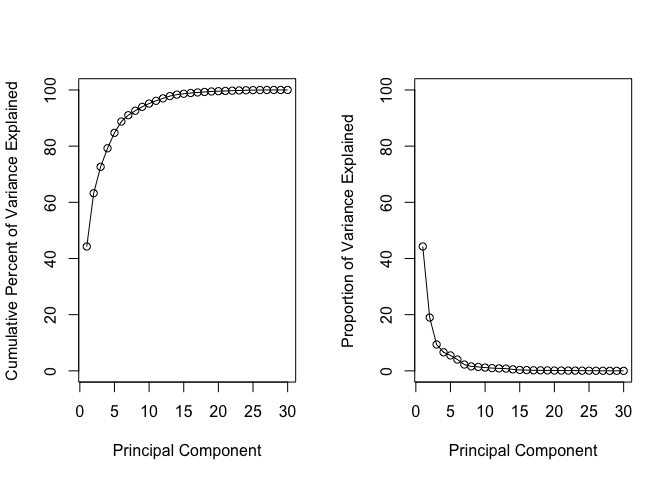 Cumulative Percent of Variance Explained
0 20 40 60 80 100
0 5 10 15 20 25 30
Principal Component
Proportion of Variance Explained
0 20 40 60 80 100
0 5 10 15 20 25 30
Principal Component